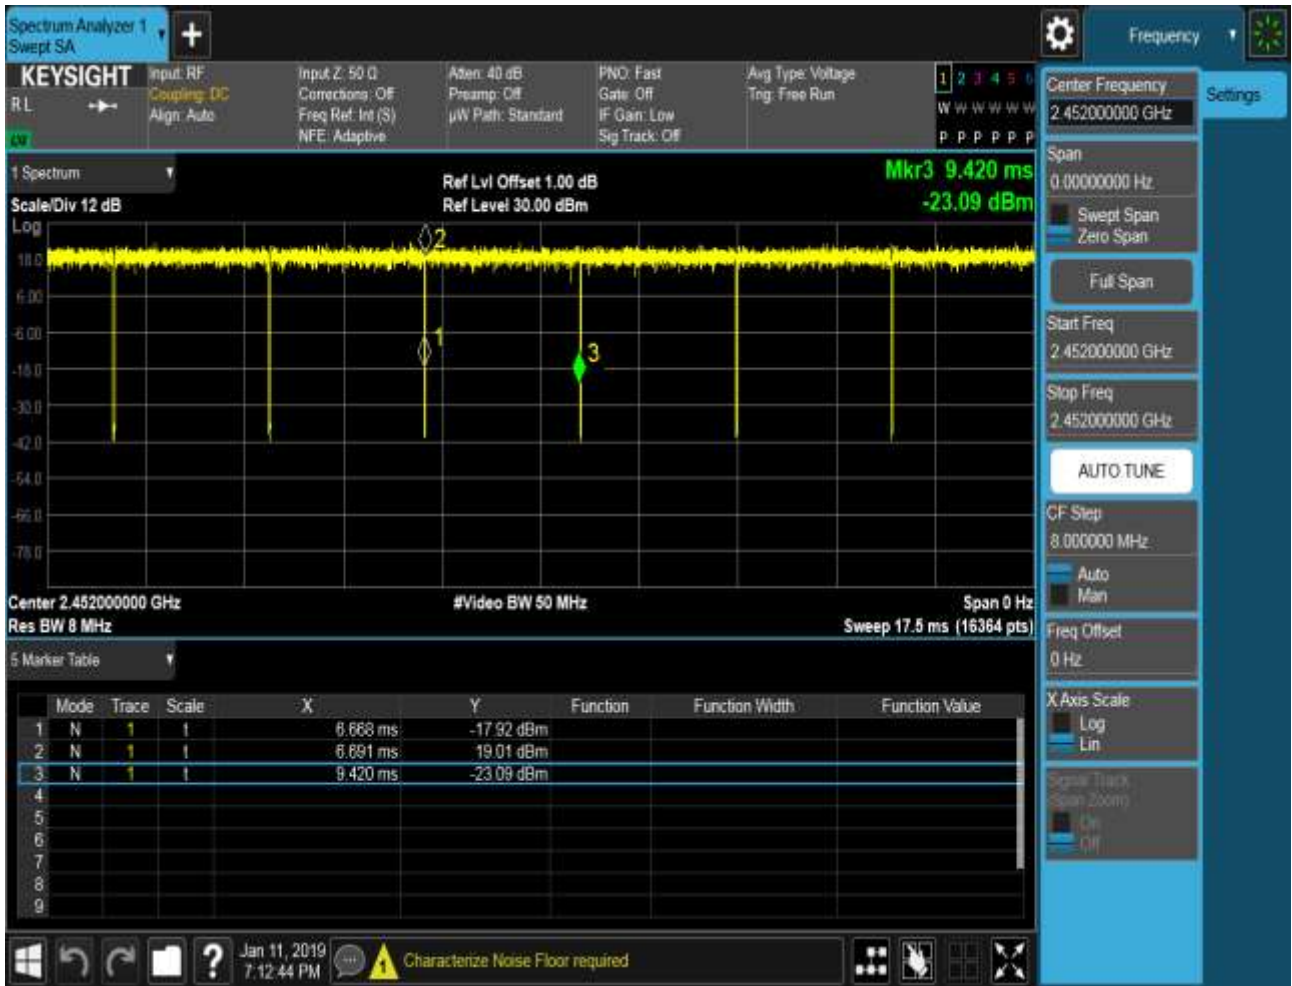 Spectrum Analyzer 1
Swept SA
+
Frequency
KEYSIGHT
RL
Input: RF
Coupling: DC
Align: Auto
Input Z: 50 Ω
Corrections: Off
Freq Ref: Int (S)
NFE: Adaptive
Atten: 40 dB
Preamp: Off
µW Path: Standard
PNO: Fast
Gate: Off
IF Gain: Low
Sig Track: Off
Avg Type: Voltage
Trig: Free Run
1 2 3 4 5 6
W W W W W W
P P P P P P
1 Spectrum
Scale/Div 12 dB
Log
Ref Lvl Offset 1.00 dB
Ref Level 30.00 dBm
Mkr3 9.420 ms
-23.09 dBm
18.0
6.00
-6.00
-18.0
-30.0
-42.0
-54.0
-66.0
-78.0
2
1
3
Center 2.452000000 GHz
Res BW 8 MHz
#Video BW 50 MHz
Span 0 Hz
Sweep 17.5 ms (16364 pts)
5 Marker Table
Mode Trace Scale X Y Function Function Width Function Value
1 N 1 t 6.668 ms -17.92 dBm
2 N 1 t 6.691 ms 19.01 dBm
3 N 1 t 9.420 ms -23.09 dBm
4
5
6
7
8
9
Center Frequency
2.452000000 GHz
Settings
Span
0.00000000 Hz
Swept Span
Zero Span
Full Span
Start Freq
2.452000000 GHz
Stop Freq
2.452000000 GHz
AUTO TUNE
CF Step
8.000000 MHz
Auto
Man
Freq Offset
0 Hz
X Axis Scale
Log
Lin
Signal Track
(Span Zoom)
On
Off
?
Jan 11, 2019
7:12:44 PM
1
Characterize Noise Floor required